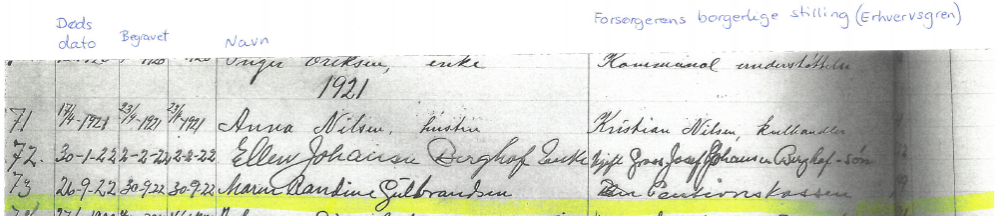 Døds Forsørgerens borgerlige stilling (Erhvervsgren)
dato Begravet Navn
Inger Eriksen, enke Kommunal understøttelse
1921
71 17/4-1921 23/4-1921 23/4-1921 Anna Nilsen, hustru Kristian Nilsen, kulhandler
72. 30-1-22 2-2-22 2-2-22 Ellen Johansen Berghof Enke Josef Johansen Berghof - søn
73 26-9-22 30-9-22 30-9-22 Maren Randine Gulbrandsen Pentionskassen